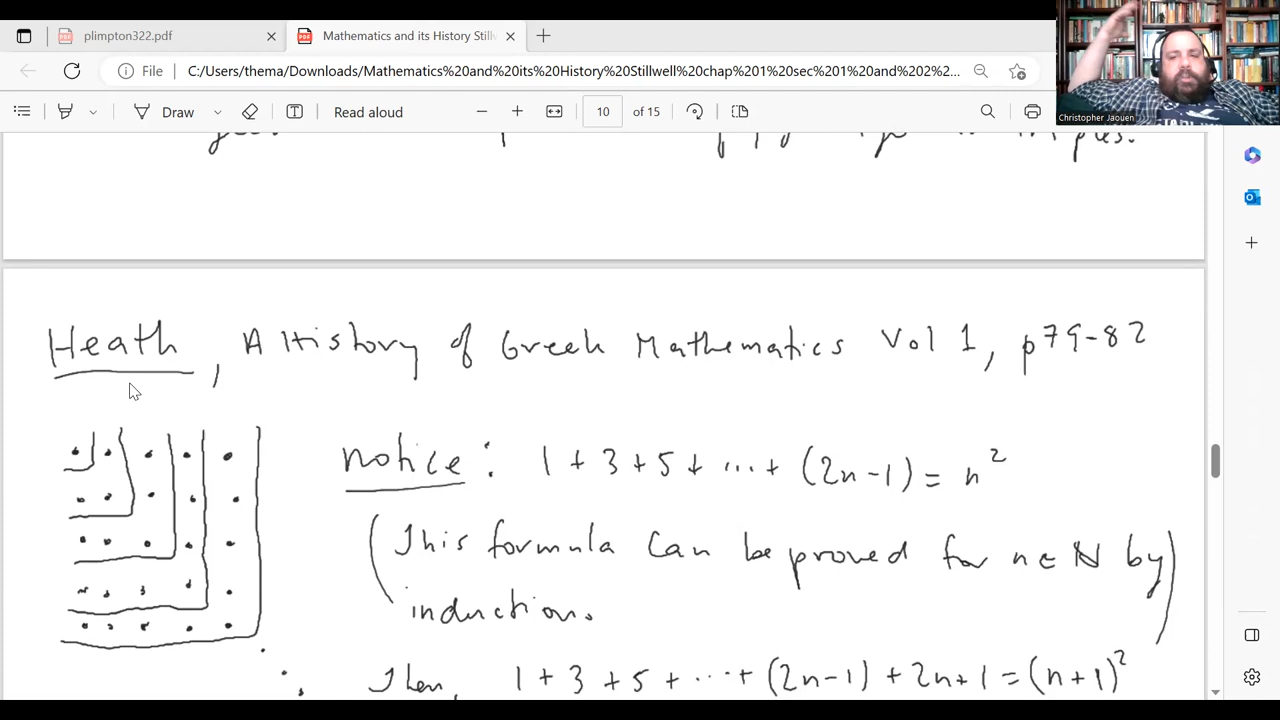 plimpton322.pdf
Mathematics and its History Stillv
File
C:/Users/thema/Downloads/Mathematics%20and%20its%20History%20Stillwell%20chap%201%20sec%201%20and%202%2...
Draw
Read aloud
10 of 15
Christopher Jaouen
Heath, A History of Greek Mathematics Vol 1, p79-82
notice: 1 + 3 + 5 + ... + (2n-1) = n²
(This formula can be proved for n ∈ ℕ by
induction.)
Then, 1 + 3 + 5 + ... + (2n-1) + 2n+1 = (n+1)²